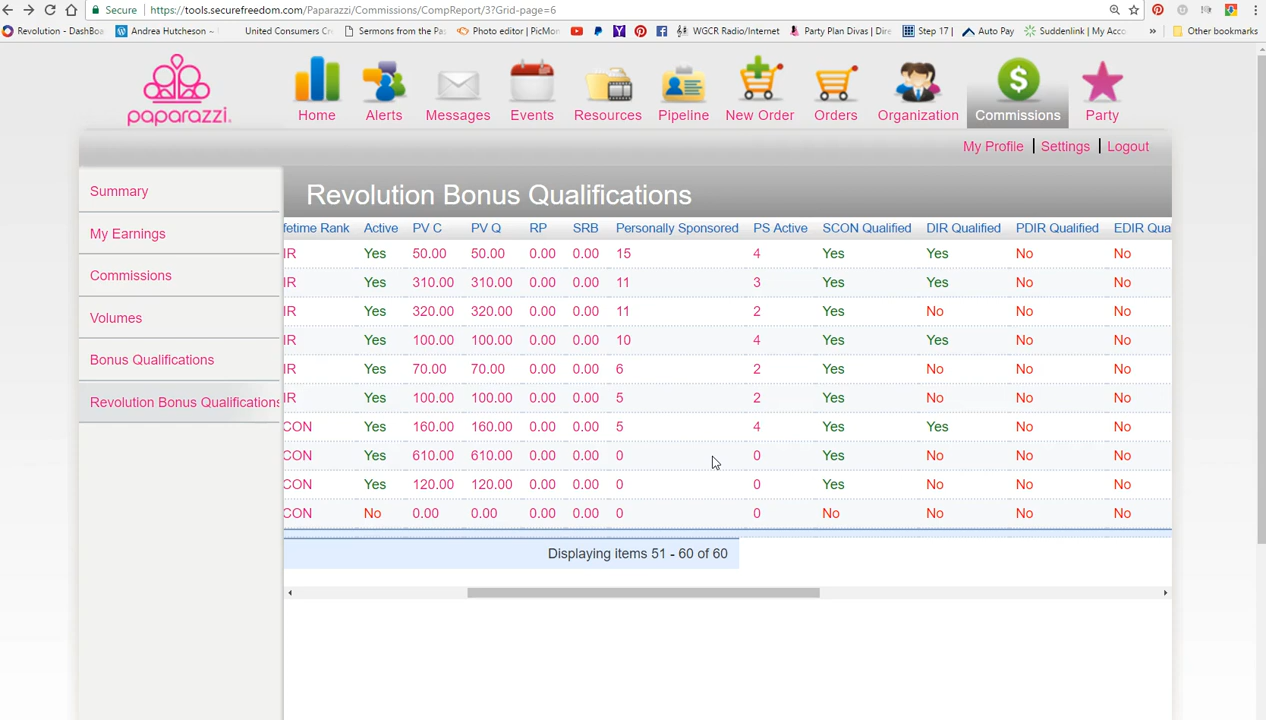 Secure https://tools.securefreedom.com/Paparazzi/Commissions/CompReport/3?Grid-page=6
Revolution - DashBoa Andrea Hutcheson ~ United Consumers Cr Sermons from the Pas Photo editor | PicMon WGCR Radio/Internet Party Plan Divas | Dire Step 17 | Auto Pay Suddenlink | My Acco » Other bookmarks
paparazzi
Home Alerts Messages Events Resources Pipeline New Order Orders Organization Commissions Party
My Profile Settings Logout
Summary
My Earnings
Commissions
Volumes
Bonus Qualifications
Revolution Bonus Qualifications
Revolution Bonus Qualifications
fetime Rank Active PV C PV Q RP SRB Personally Sponsored PS Active SCON Qualified DIR Qualified PDIR Qualified EDIR Qua
IR Yes 50.00 50.00 0.00 0.00 15 4 Yes Yes No No
IR Yes 310.00 310.00 0.00 0.00 11 3 Yes Yes No No
IR Yes 320.00 320.00 0.00 0.00 11 2 Yes No No No
IR Yes 100.00 100.00 0.00 0.00 10 4 Yes Yes No No
IR Yes 70.00 70.00 0.00 0.00 6 2 Yes No No No
IR Yes 100.00 100.00 0.00 0.00 5 2 Yes No No No
CON Yes 160.00 160.00 0.00 0.00 5 4 Yes Yes No No
CON Yes 610.00 610.00 0.00 0.00 0 0 Yes No No No
CON Yes 120.00 120.00 0.00 0.00 0 0 Yes No No No
CON No 0.00 0.00 0.00 0.00 0 0 No No No No
Displaying items 51 - 60 of 60